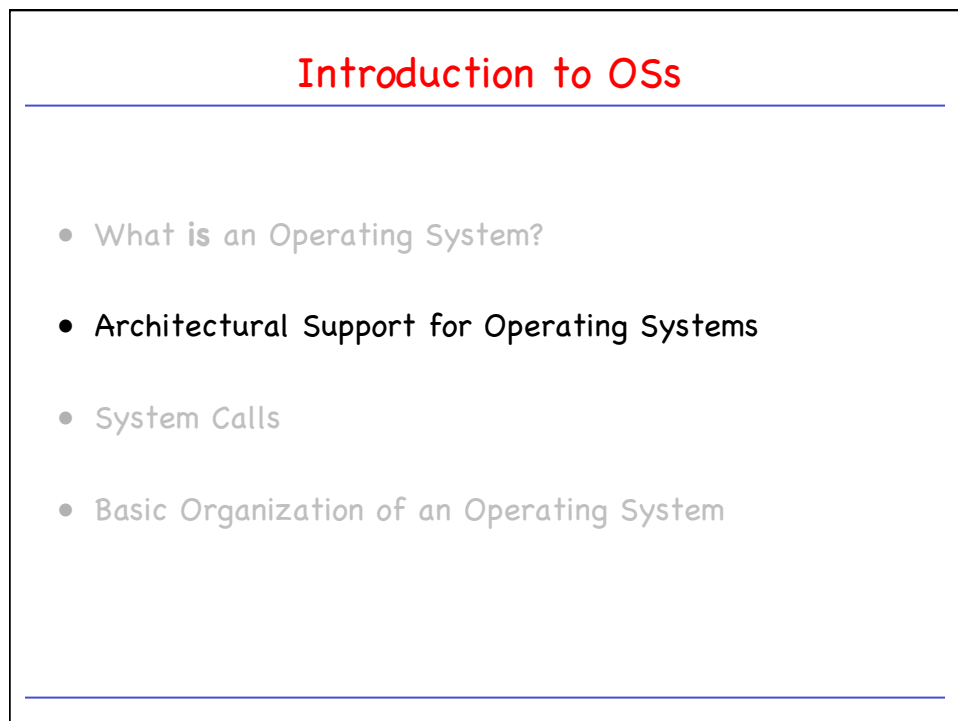 Introduction to OSs
• What is an Operating System?
• Architectural Support for Operating Systems
• System Calls
• Basic Organization of an Operating System